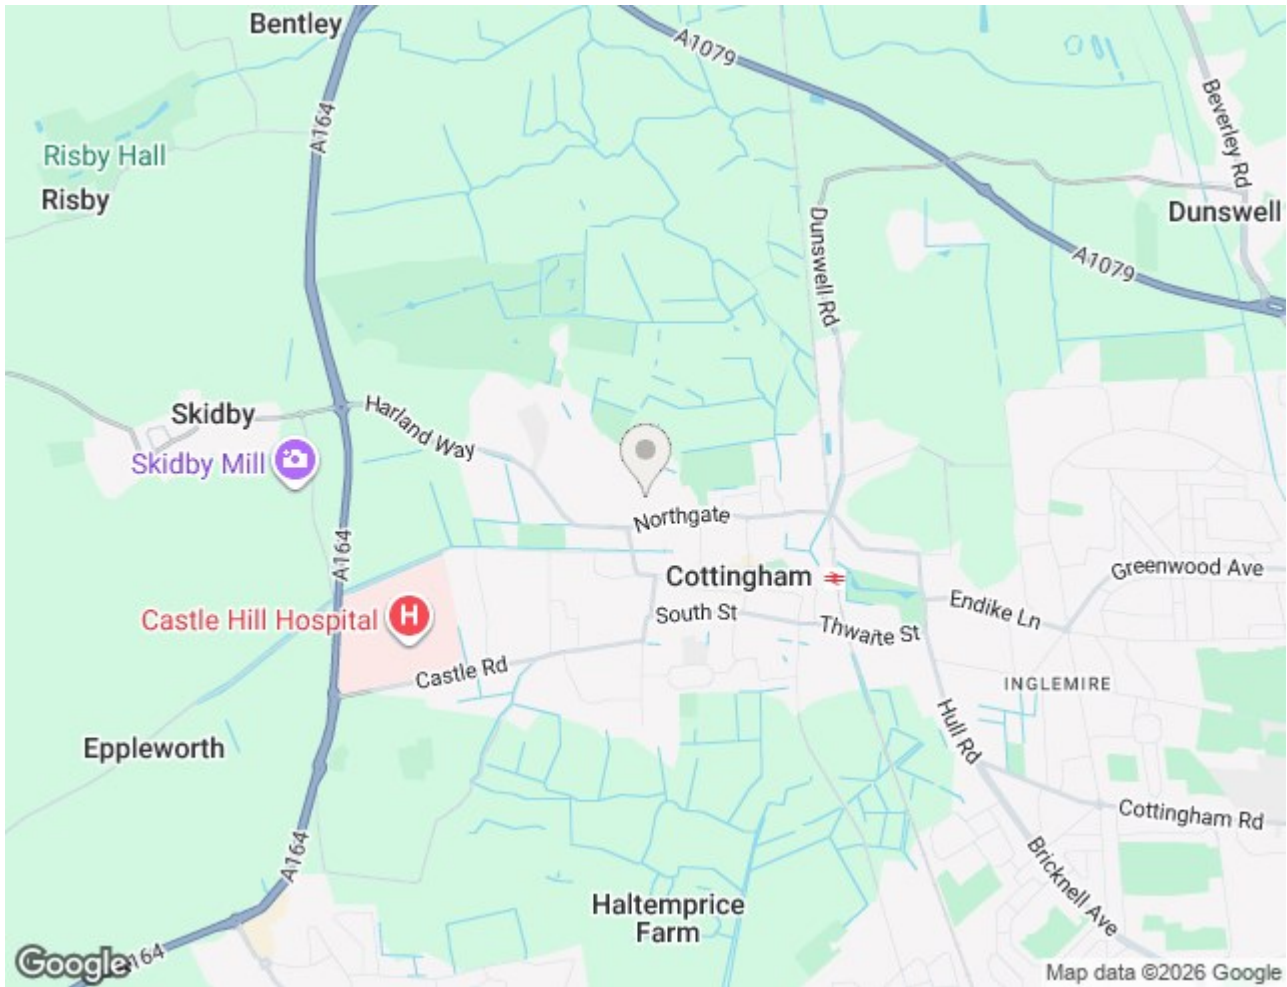 Bentley
A1079
A164
Beverley Rd
Risby Hall
Risby
Dunswell
Dunswell Rd
A1079
Skidby
Harland Way
Skidby Mill
Northgate
A164
Cottingham
Greenwood Ave
Castle Hill Hospital
H
South St
Endike Ln
Thwaite St
Castle Rd
INGLEMIRE
Hull Rd
Eppleworth
Cottingham Rd
A164
Bricknell Ave
Haltemprice
Farm
Google
A164
Map data ©2026 Google